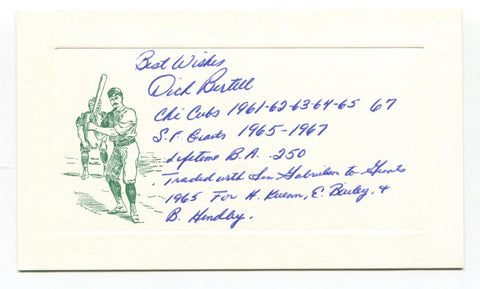 Best Wishes
Dick Bertell
Chi Cubs 1961-62-63-64-65 67
S.F. Giants 1965-1967
Lifetime B.A. .250
Traded with Len Gabrielson to Giants
1965 For H. Kuenn, E. Bailey, &
B. Hendley.